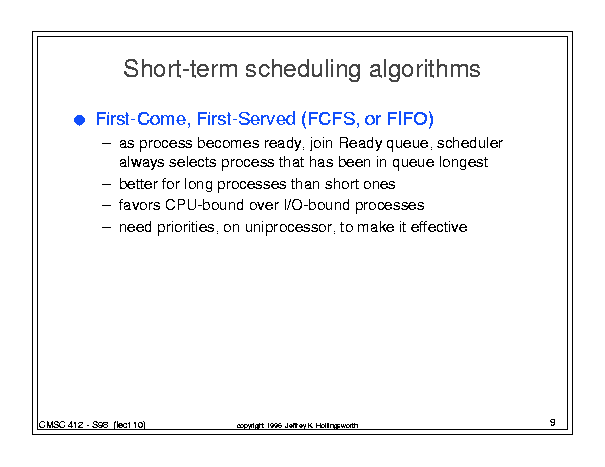 Short-term scheduling algorithms
● First-Come, First-Served (FCFS, or FIFO)
– as process becomes ready, join Ready queue, scheduler
always selects process that has been in queue longest
– better for long processes than short ones
– favors CPU-bound over I/O-bound processes
– need priorities, on uniprocessor, to make it effective
CMSC 412 - S98 (lect 10)
copyright 1996 Jeffrey K. Hollingsworth
9